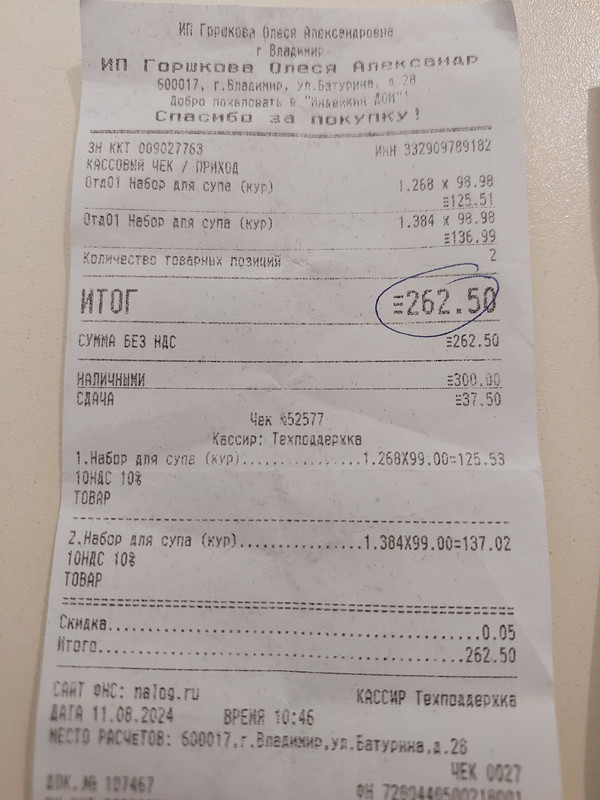 ИП Горшкова Олеся Александровна
г Владимир
ИП Горшкова Олеся Александр
600017, г.Владимир, ул.Батурина, д.28
Добро пожаловать в "Индейкин ДОМ"!
Спасибо за покупку!
ЗН ККТ 009027763 ИНН 332909789182
КАССОВЫЙ ЧЕК / ПРИХОД
Отд01 Набор для супа (кур) 1.268 X 98.98
≡125.51
Отд01 Набор для супа (кур) 1.384 X 98.98
≡136.99
Количество товарных позиций 2
ИТОГ ≡262.50
СУММА БЕЗ НДС ≡262.50
НАЛИЧНЫМИ ≡300.00
СДАЧА ≡37.50
Чек №52577
Кассир: Техподдержка
1.Набор для супа (кур)...............1.268X99.00=125.53
10НДС 10%
ТОВАР
2.Набор для супа (кур)...............1.384X99.00=137.02
10НДС 10%
ТОВАР
Скидка...............0.05
Итого...............262.50
САЙТ ФНС: nalog.ru КАССИР Техподдержка
ДАТА 11.08.2024 ВРЕМЯ 10:46
МЕСТО РАСЧЕТОВ: 600017,г.Владимир,ул.Батурина,д.28
ЧЕК 0027
ДОК.№ 107467